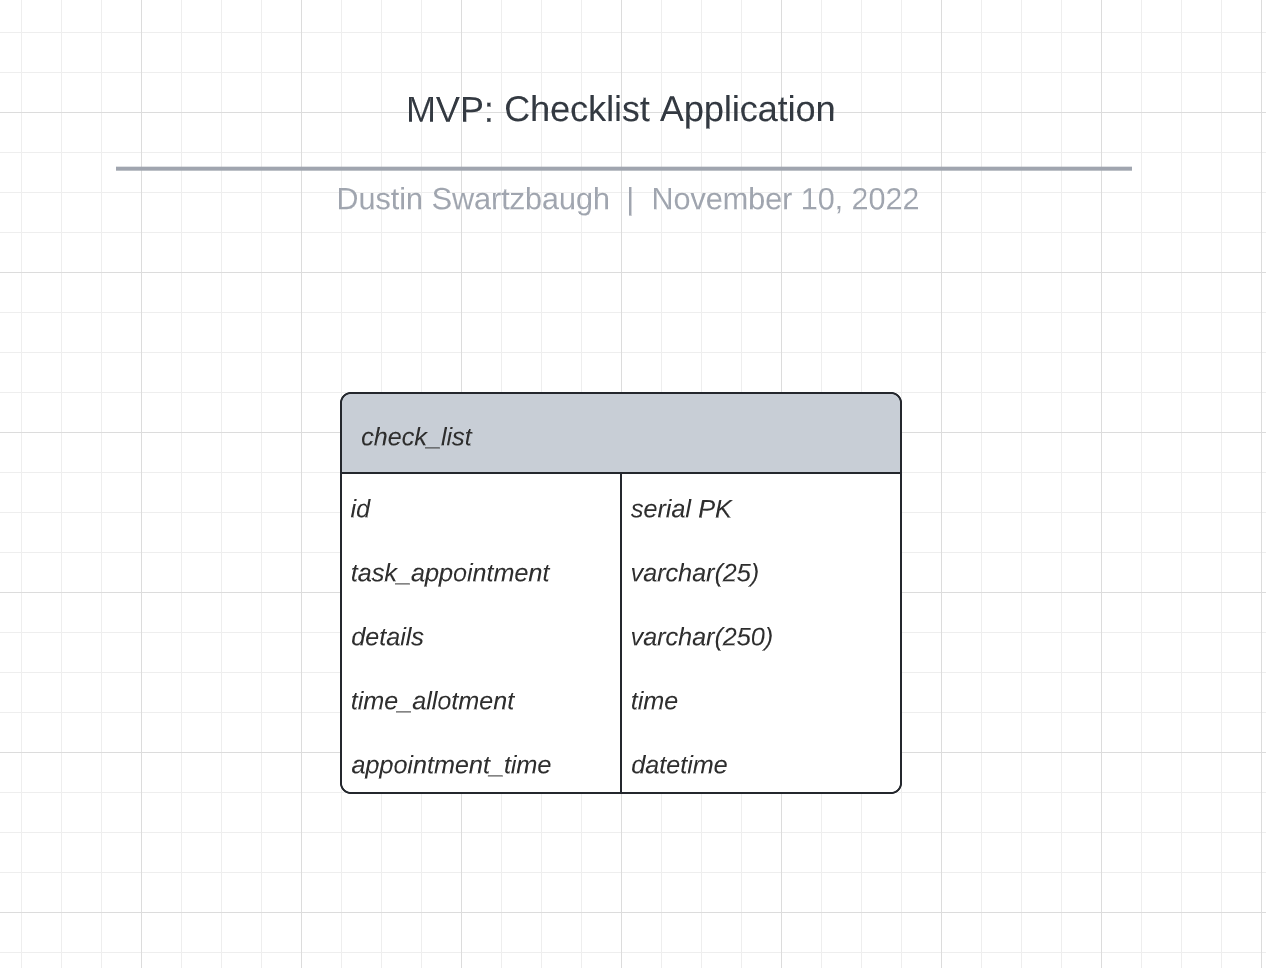 MVP: Checklist Application
Dustin Swartzbaugh | November 10, 2022
check_list
id serial PK
task_appointment varchar(25)
details varchar(250)
time_allotment time
appointment_time datetime